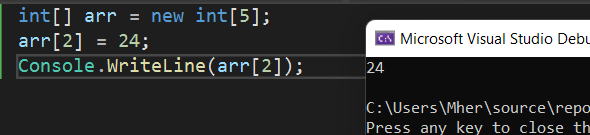 int[] arr = new int[5];
arr[2] = 24;
Console.WriteLine(arr[2]);
Microsoft Visual Studio Debu
24
C:\Users\Mher\source\repo
Press any key to close th